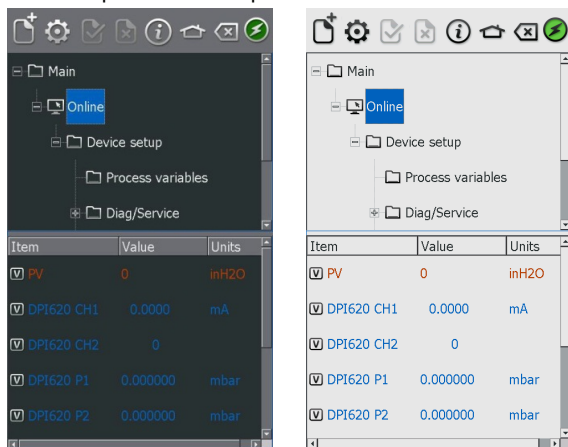 Main
Online
Device setup
Process variables
Diag/Service
Item Value Units
PV 0 inH2O
DPI620 CH1 0.0000 mA
DPI620 CH2 0
DPI620 P1 0.000000 mbar
DPI620 P2 0.000000 mbar
Main
Online
Device setup
Process variables
Diag/Service
Item Value Units
PV 0 inH2O
DPI620 CH1 0.0000 mA
DPI620 CH2 0
DPI620 P1 0.000000 mbar
DPI620 P2 0.000000 mbar